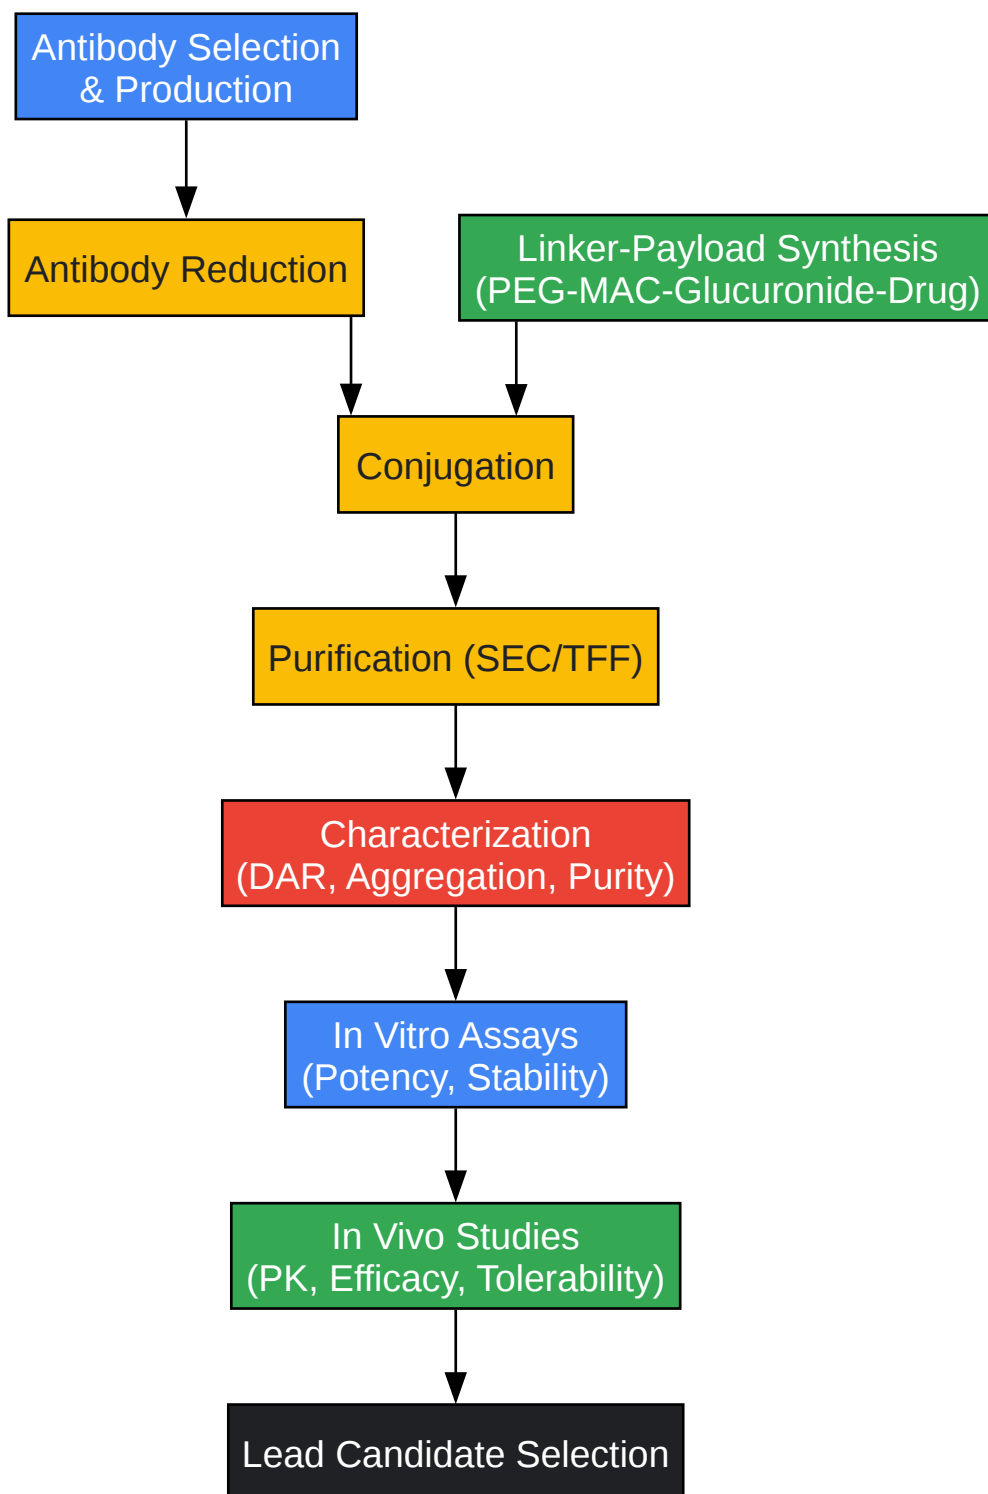 Antibody Selection
& Production
Antibody Reduction
Linker-Payload Synthesis
(PEG-MAC-Glucuronide-Drug)
Conjugation
Purification (SEC/TFF)
Characterization
(DAR, Aggregation, Purity)
In Vitro Assays
(Potency, Stability)
In Vivo Studies
(PK, Efficacy, Tolerability)
Lead Candidate Selection